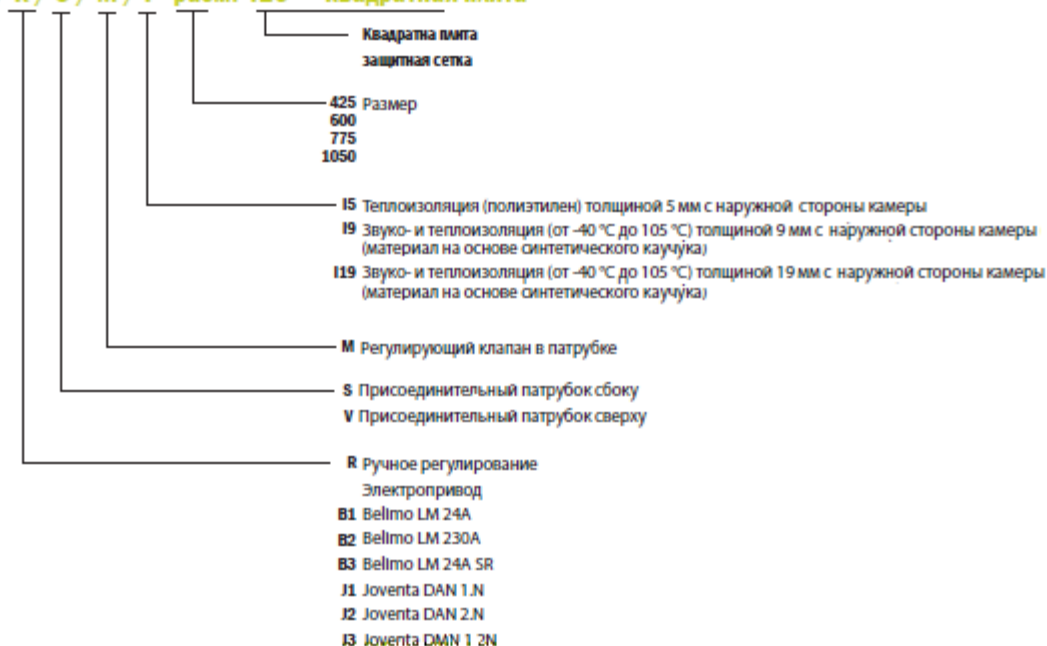 Квадратна плита
защитная сетка
425 Размер
600
775
1050
I5 Теплоизоляция (полиэтилен) толщиной 5 мм с наружной стороны камеры
I9 Звуко- и теплоизоляция (от -40 °C до 105 °C) толщиной 9 мм с наружной стороны камеры
(материал на основе синтетического каучука)
I19 Звуко- и теплоизоляция (от -40 °C до 105 °C) толщиной 19 мм с наружной стороны камеры
(материал на основе синтетического каучука)
M Регулирующий клапан в патрубке
S Присоединительный патрубок сбоку
V Присоединительный патрубок сверху
R Ручное регулирование
Электропривод
B1 Belimo LM 24A
B2 Belimo LM 230A
B3 Belimo LM 24A SR
J1 Joventa DAN 1.N
J2 Joventa DAN 2.N
J3 Joventa DMN 1 2N